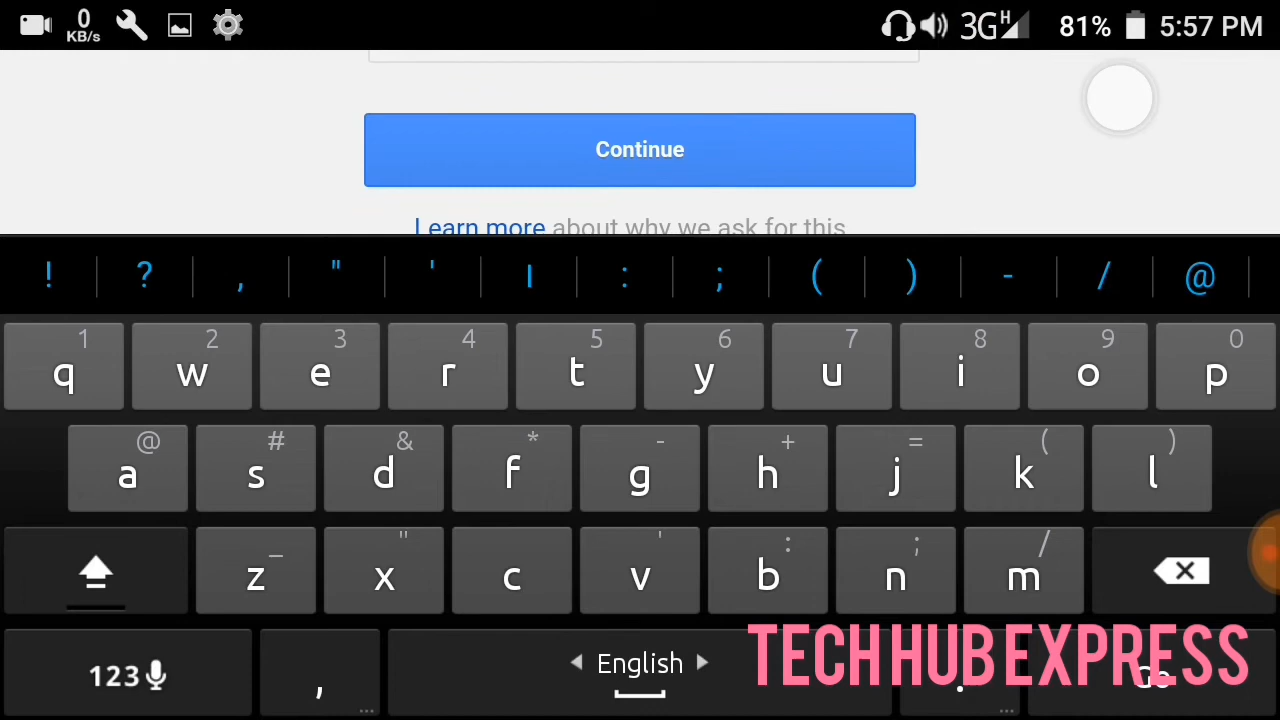 0 KB/s 3G H 81% 5:57 PM
Continue
Learn more about why we ask for this
! ? , " ' ı : ; ( ) - / @
1 2 3 4 5 6 7 8 9 0
q w e r t y u i o p
@ # & * - + = ( )
a s d f g h j k l
_ " ' : ; /
z x c v b n m
123 , ... English . ... Go
TECH HUB EXPRESS